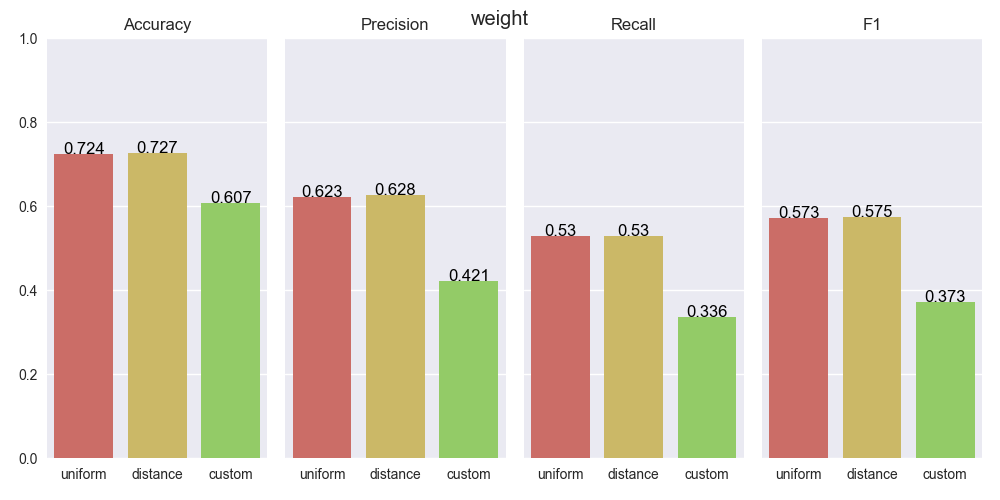 weight
Accuracy
Precision
Recall
F1
1.0
0.8
0.6
0.4
0.2
0.0
0.724
0.727
0.607
0.623
0.628
0.421
0.53
0.53
0.336
0.573
0.575
0.373
uniform
distance
custom
uniform
distance
custom
uniform
distance
custom
uniform
distance
custom